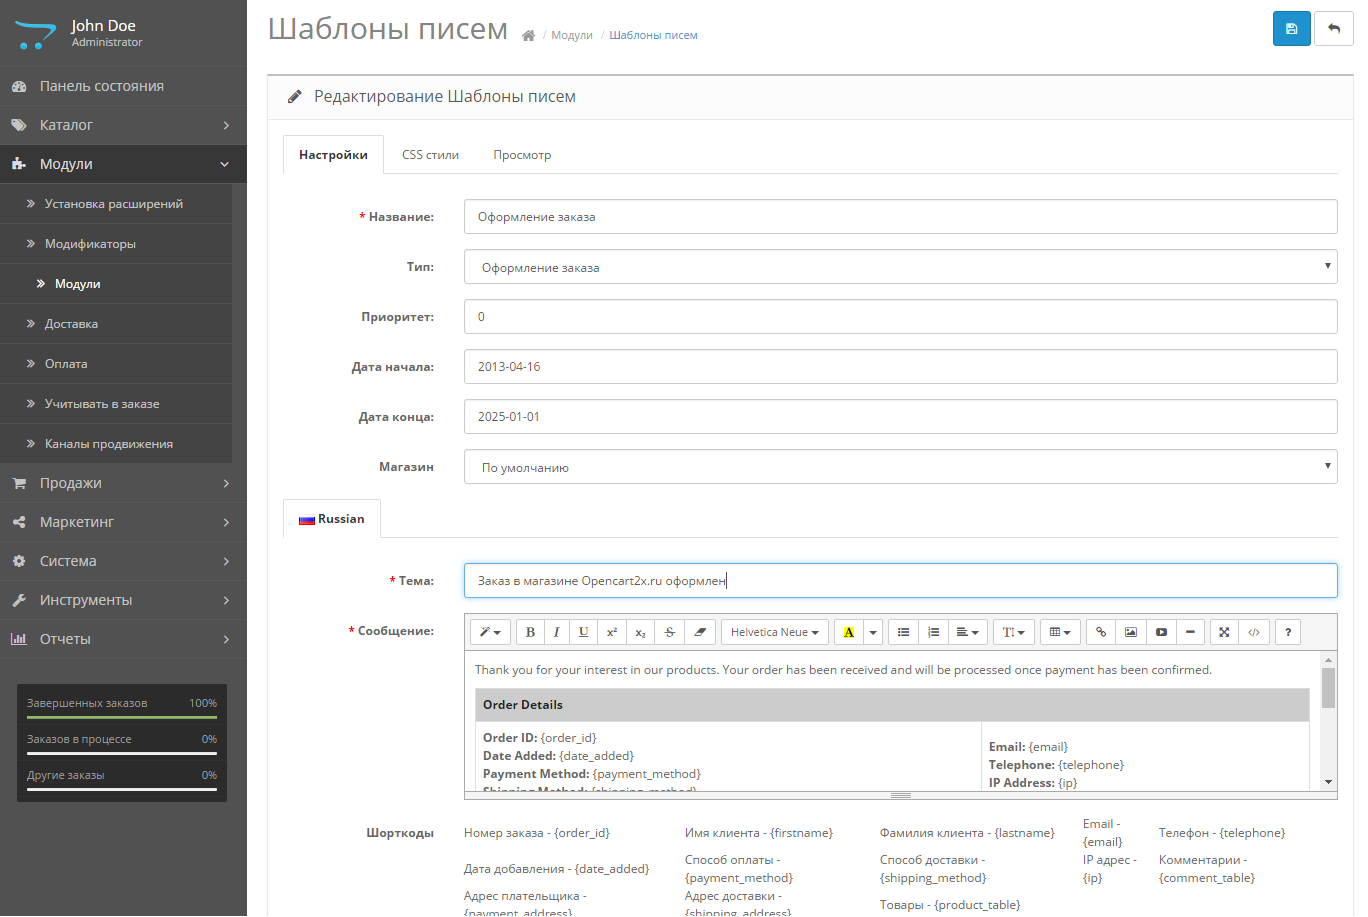 John Doe
Administrator
Панель состояния
Каталог
Модули
Установка расширений
Модификаторы
Модули
Доставка
Оплата
Учитывать в заказе
Каналы продвижения
Продажи
Маркетинг
Система
Инструменты
Отчеты
Завершенных заказов 100%
Заказов в процессе 0%
Другие заказы 0%
Шаблоны писем / Модули / Шаблоны писем
Редактирование Шаблоны писем
Настройки CSS стили Просмотр
* Название: Оформление заказа
Тип: Оформление заказа
Приоритет: 0
Дата начала: 2013-04-16
Дата конца: 2025-01-01
Магазин По умолчанию
Russian
* Тема: Заказ в магазине Opencart2x.ru оформлен
* Сообщение: B I U x² x₂ S Helvetica Neue A T </> ?
Thank you for your interest in our products. Your order has been received and will be processed once payment has been confirmed.
Order Details
Order ID: {order_id}
Date Added: {date_added}
Payment Method: {payment_method}
Shipping Method: {shipping_method}
Email: {email}
Telephone: {telephone}
IP Address: {ip}
Шорткоды
Номер заказа - {order_id}
Имя клиента - {firstname}
Фамилия клиента - {lastname}
Email -
{email}
Телефон - {telephone}
Дата добавления - {date_added}
Способ оплаты -
{payment_method}
Способ доставки -
{shipping_method}
IP адрес -
{ip}
Комментарии -
{comment_table}
Адрес плательщика -
{payment_address}
Адрес доставки -
{shipping_address}
Товары - {product_table}